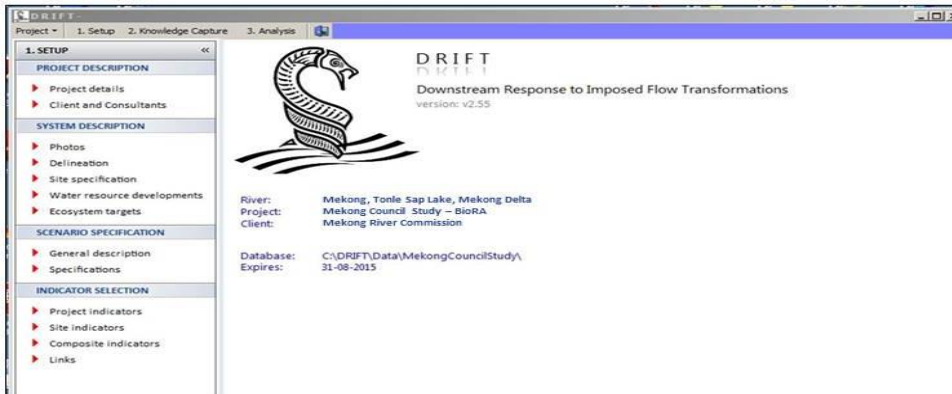 DRIFT-
Project 1. Setup 2. Knowledge Capture 3. Analysis
1. SETUP «
PROJECT DESCRIPTION
Project details
Client and Consultants
SYSTEM DESCRIPTION
Photos
Delineation
Site specification
Water resource developments
Ecosystem targets
SCENARIO SPECIFICATION
General description
Specifications
INDICATOR SELECTION
Project indicators
Site indicators
Composite indicators
Links
DRIFT
Downstream Response to Imposed Flow Transformations
version: v2.55
River: Mekong, Tonle Sap Lake, Mekong Delta
Project: Mekong Council Study – BioRA
Client: Mekong River Commission
Database: C:\DRIFT\Data\MekongCouncilStudy\
Expires: 31-08-2015